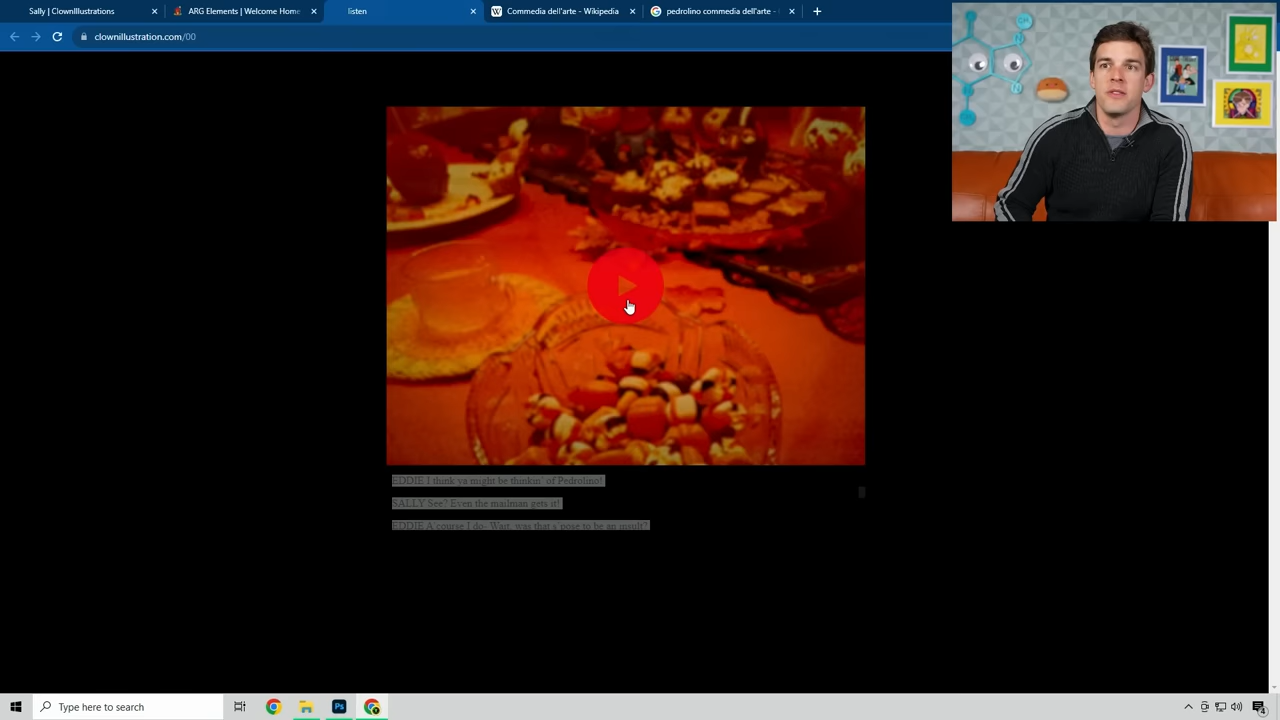 Sally | ClownIllustrations
ARG Elements | Welcome Home
listen
Commedia dell'arte - Wikipedia
pedrolino commedia dell'arte -
clownillustration.com/00
EDDIE I think ya might be thinkin' of Pedrolino!
SALLY See? Even the mailman gets it!
EDDIE A course I do- Wait, was that s'pose to be an insult?
Type here to search
Ps
4